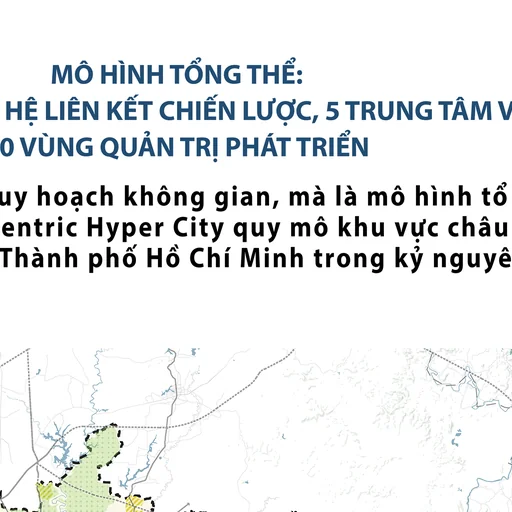 MÔ HÌNH TỔNG THỂ:
HỆ LIÊN KẾT CHIẾN LƯỢC, 5 TRUNG TÂM V
0 VÙNG QUẢN TRỊ PHÁT TRIỂN
uy hoạch không gian, mà là mô hình tổ
entric Hyper City quy mô khu vực châu
Thành phố Hồ Chí Minh trong kỷ nguyê